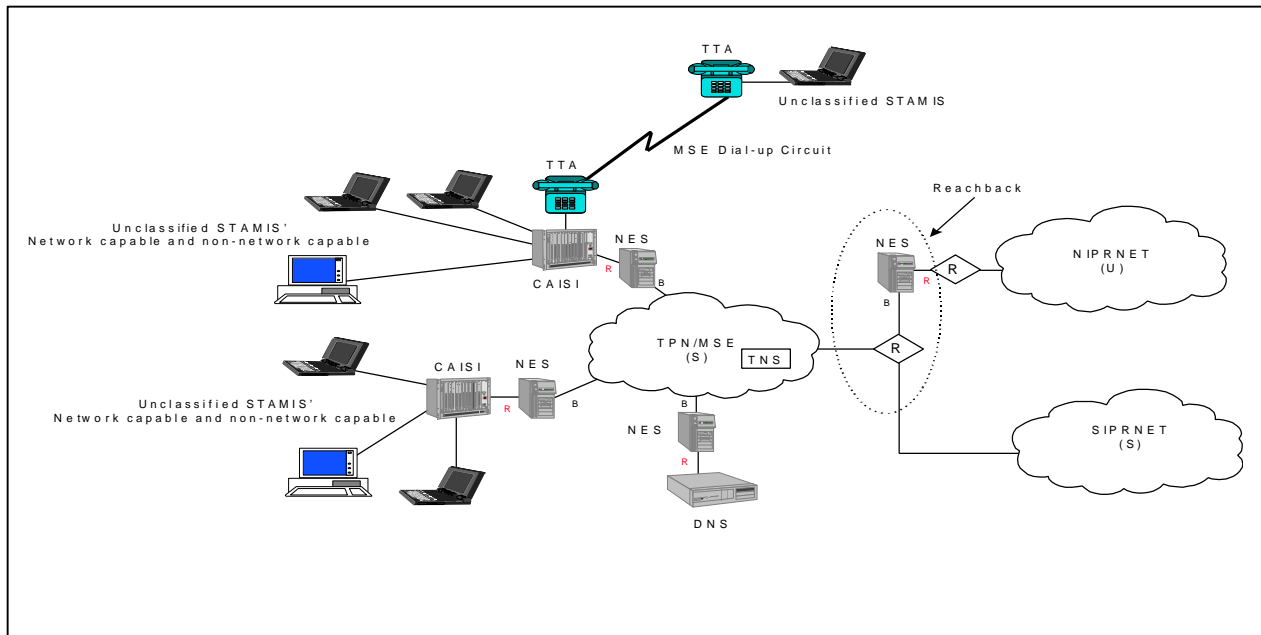 TTA
Unclassified STAMIS
MSE Dial-up Circuit
TTA
Reachback
Unclassified STAMIS'
Network capable and non-network capable
NES
R
B
CAISI
NES
R
B
R
NIPRNET
(U)
TPN/MSE
(S)
TNS
R
CAISI
NES
R
B
Unclassified STAMIS'
Network capable and non-network capable
B
NES
R
DNS
SIPRNET
(S)